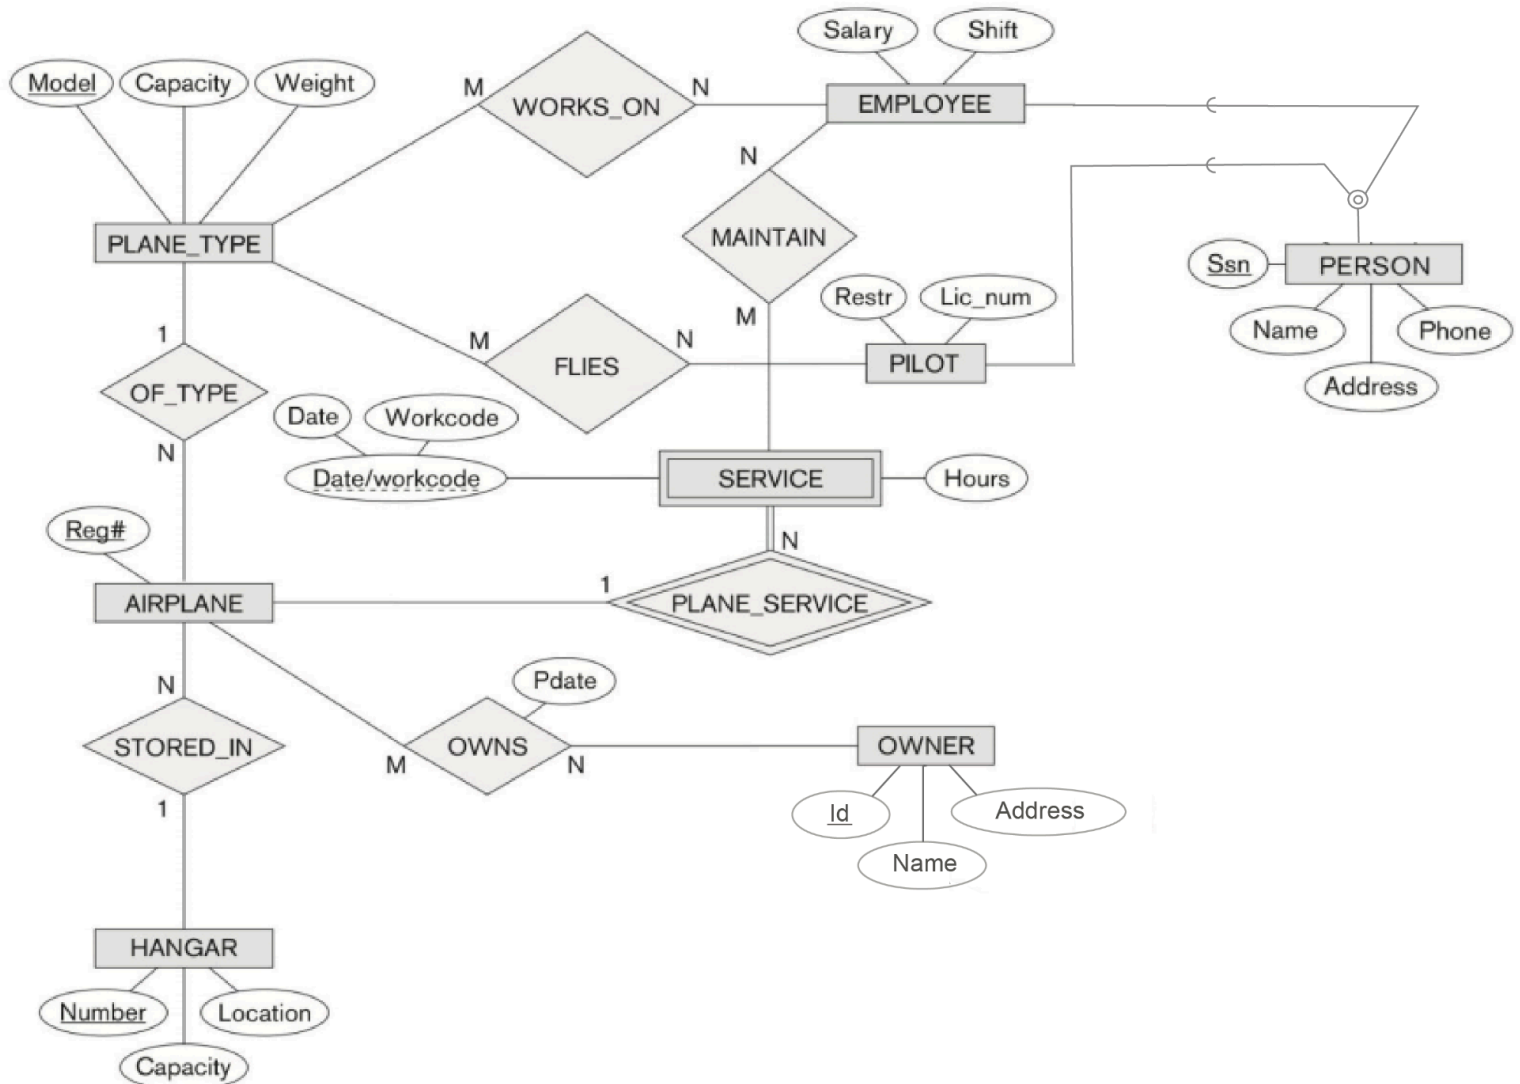 Salary Shift
Model Capacity Weight
M WORKS_ON N EMPLOYEE
N
PLANE_TYPE MAINTAIN
Ssn PERSON
Restr Lic_num
M
Name Phone
1 M FLIES N PILOT
Address
OF_TYPE
Date Workcode
N
Date/workcode SERVICE Hours
Reg#
N
1
AIRPLANE PLANE_SERVICE
N Pdate
STORED_IN OWNS OWNER
M N
1
Id Address
Name
HANGAR
Number Location
Capacity